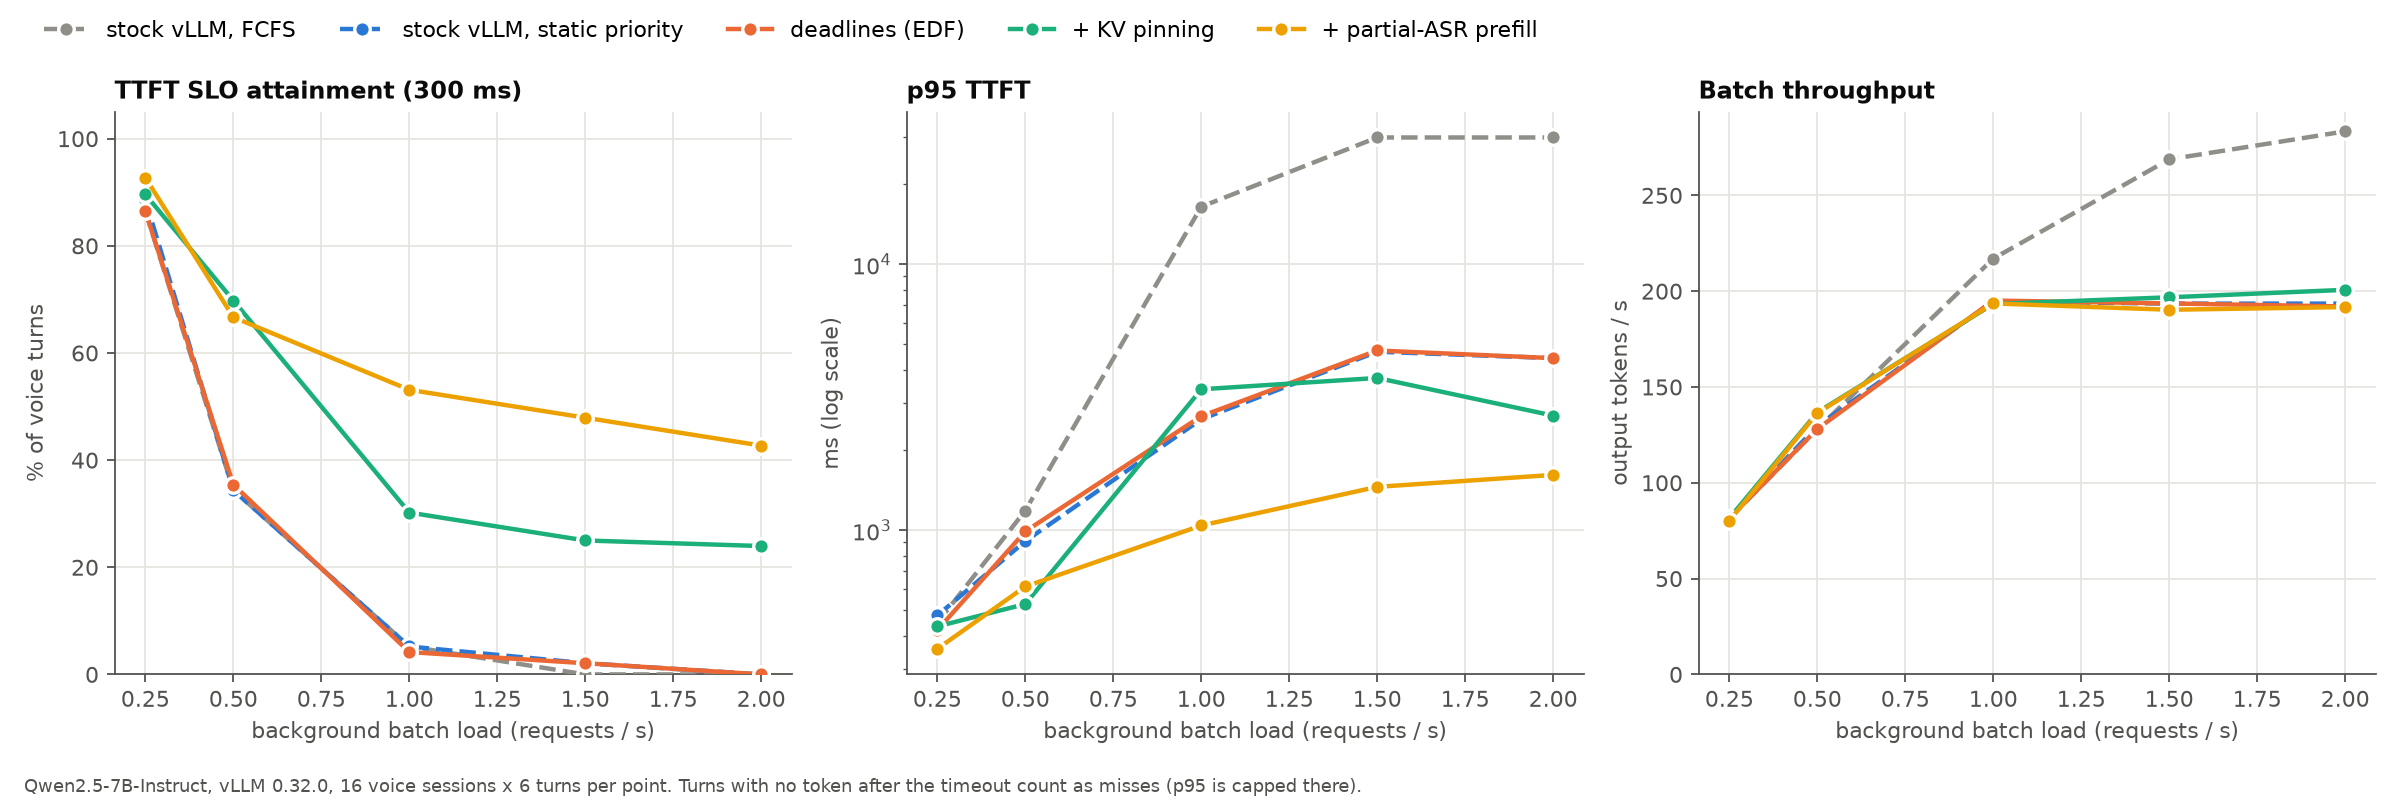 stock vLLM, FCFS
stock vLLM, static priority
deadlines (EDF)
+ KV pinning
+ partial-ASR prefill
TTFT SLO attainment (300 ms)
100
80
60
40
20
0
% of voice turns
0.25 0.50 0.75 1.00 1.25 1.50 1.75 2.00
background batch load (requests / s)
p95 TTFT
10⁴
10³
ms (log scale)
0.25 0.50 0.75 1.00 1.25 1.50 1.75 2.00
background batch load (requests / s)
Batch throughput
250
200
150
100
50
0
output tokens / s
0.25 0.50 0.75 1.00 1.25 1.50 1.75 2.00
background batch load (requests / s)
Qwen2.5-7B-Instruct, vLLM 0.32.0, 16 voice sessions x 6 turns per point. Turns with no token after the timeout count as misses (p95 is capped there).